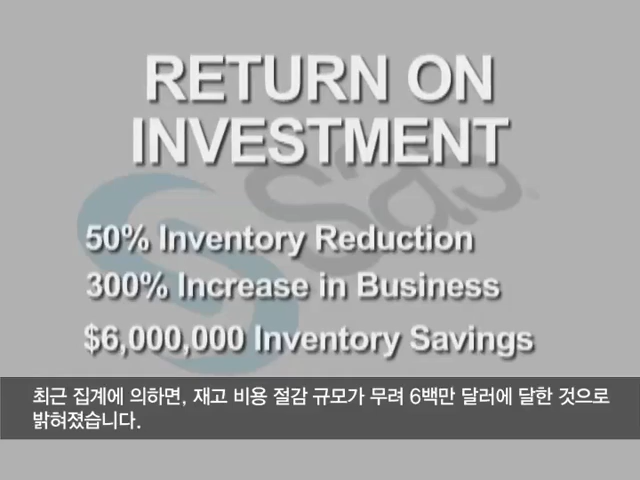 RETURN ON
INVESTMENT
sas
50% Inventory Reduction
300% Increase in Business
$6,000,000 Inventory Savings
최근 집계에 의하면, 재고 비용 절감 규모가 무려 6백만 달러에 달한 것으로
밝혀졌습니다.